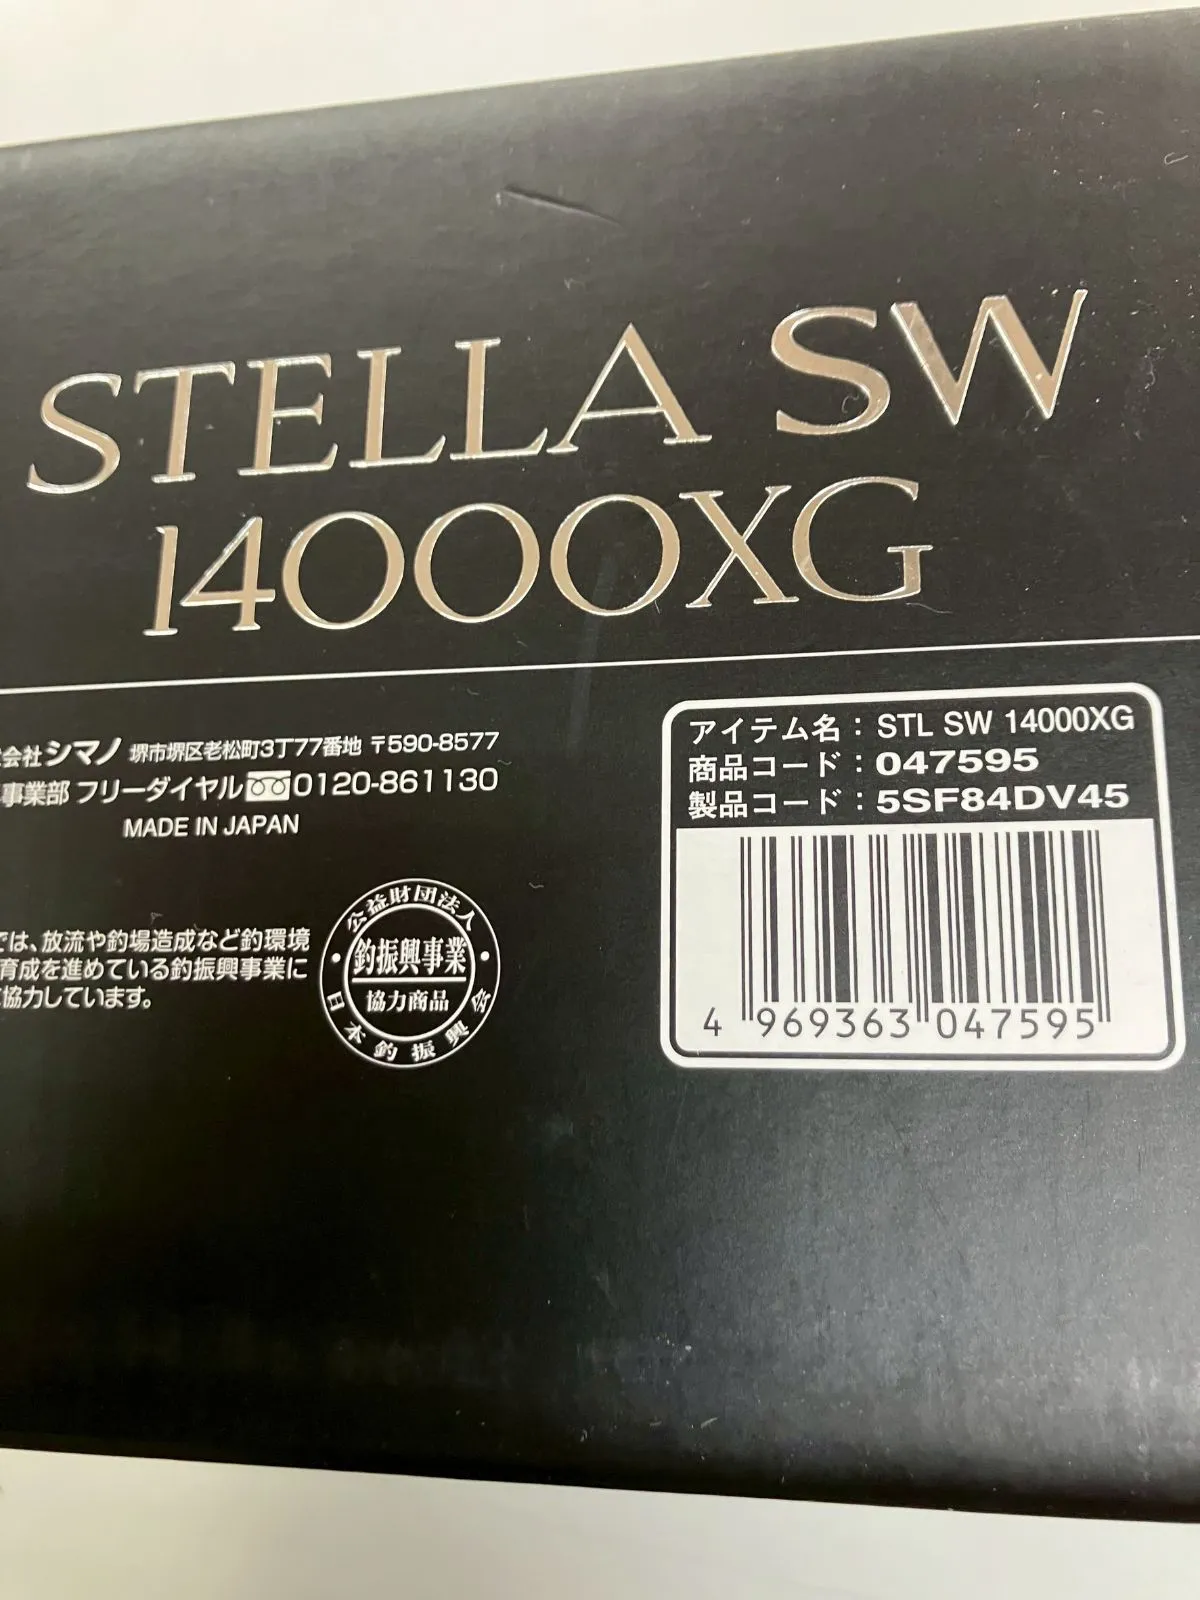 STELLA SW
14000XG
会社シマノ 堺市堺区老松町3丁77番地 〒590-8577
事業部 フリーダイヤル 0120-861130
MADE IN JAPAN
では、放流や釣場造成など釣環境
育成を進めている釣振興事業に
協力しています。
公益財団法人
釣振興事業
協力商品
日本釣振興会
アイテム名：STL SW 14000XG
商品コード：047595
製品コード：5SF84DV45
4 969363 047595